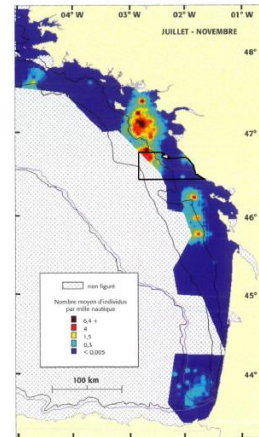 04°W 03°W 02°W 01°W
JUILLET - NOVEMBRE
48°
47°
46°
45°
44°
non figuré
Nombre moyen d'individus
par mille nautique
6,4 +
4
1,5
0,5
< 0,005
100 km